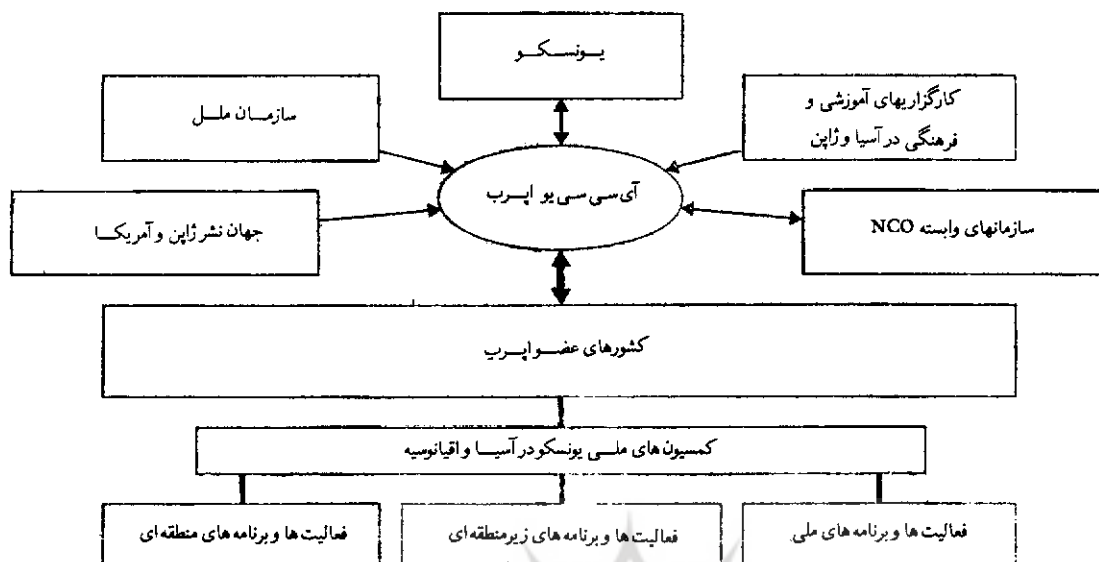 یونسکو
کارگزاریهای آموزشی و
فرهنگی در آسیا و ژاپن
سازمان ملل
آی سی سی یو اپرب
سازمانهای وابسته NCO
جهان نشر ژاپن و آمریکا
کشورهای عضو اپرب
کمسیون های ملی یونسکو در آسیا و اقیانوسیه
فعالیت ها و برنامه های ملی
فعالیت ها و برنامه های زیرمنطقه ای
فعالیت ها و برنامه های منطقه ای